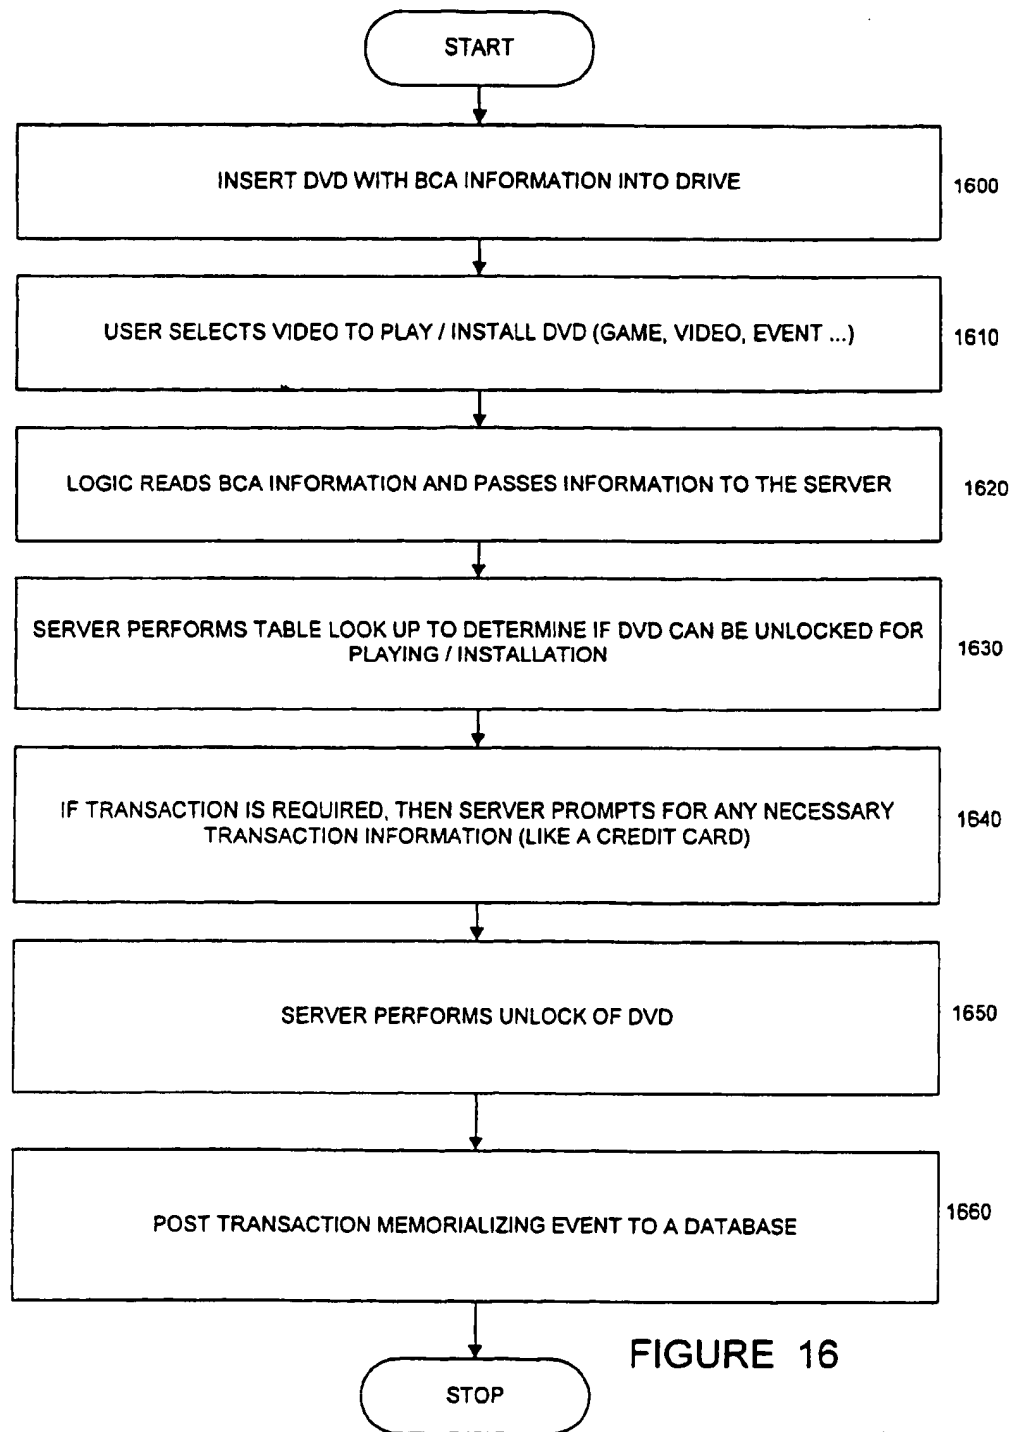 START
INSERT DVD WITH BCA INFORMATION INTO DRIVE
1600
USER SELECTS VIDEO TO PLAY / INSTALL DVD (GAME, VIDEO, EVENT ...)
1610
LOGIC READS BCA INFORMATION AND PASSES INFORMATION TO THE SERVER
1620
SERVER PERFORMS TABLE LOOK UP TO DETERMINE IF DVD CAN BE UNLOCKED FOR
PLAYING / INSTALLATION
1630
IF TRANSACTION IS REQUIRED, THEN SERVER PROMPTS FOR ANY NECESSARY
TRANSACTION INFORMATION (LIKE A CREDIT CARD)
1640
SERVER PERFORMS UNLOCK OF DVD
1650
POST TRANSACTION MEMORIALIZING EVENT TO A DATABASE
1660
FIGURE 16
STOP